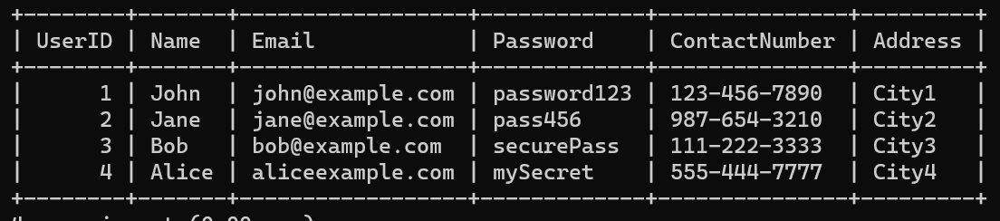 +--------+-------+------------------+-------------+---------------+---------+
| UserID | Name  | Email            | Password    | ContactNumber | Address |
+--------+-------+------------------+-------------+---------------+---------+
|      1 | John  | john@example.com | password123 | 123-456-7890  | City1   |
|      2 | Jane  | jane@example.com | pass456     | 987-654-3210  | City2   |
|      3 | Bob   | bob@example.com  | securePass  | 111-222-3333  | City3   |
|      4 | Alice | aliceexample.com | mySecret    | 555-444-7777  | City4   |
+--------+-------+------------------+-------------+---------------+---------+